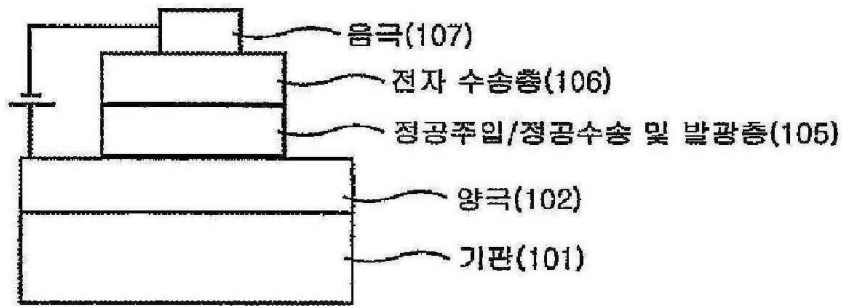 음극(107)
전자 수송층(106)
정공주입/정공수송 및 발광층(105)
양극(102)
기판(101)